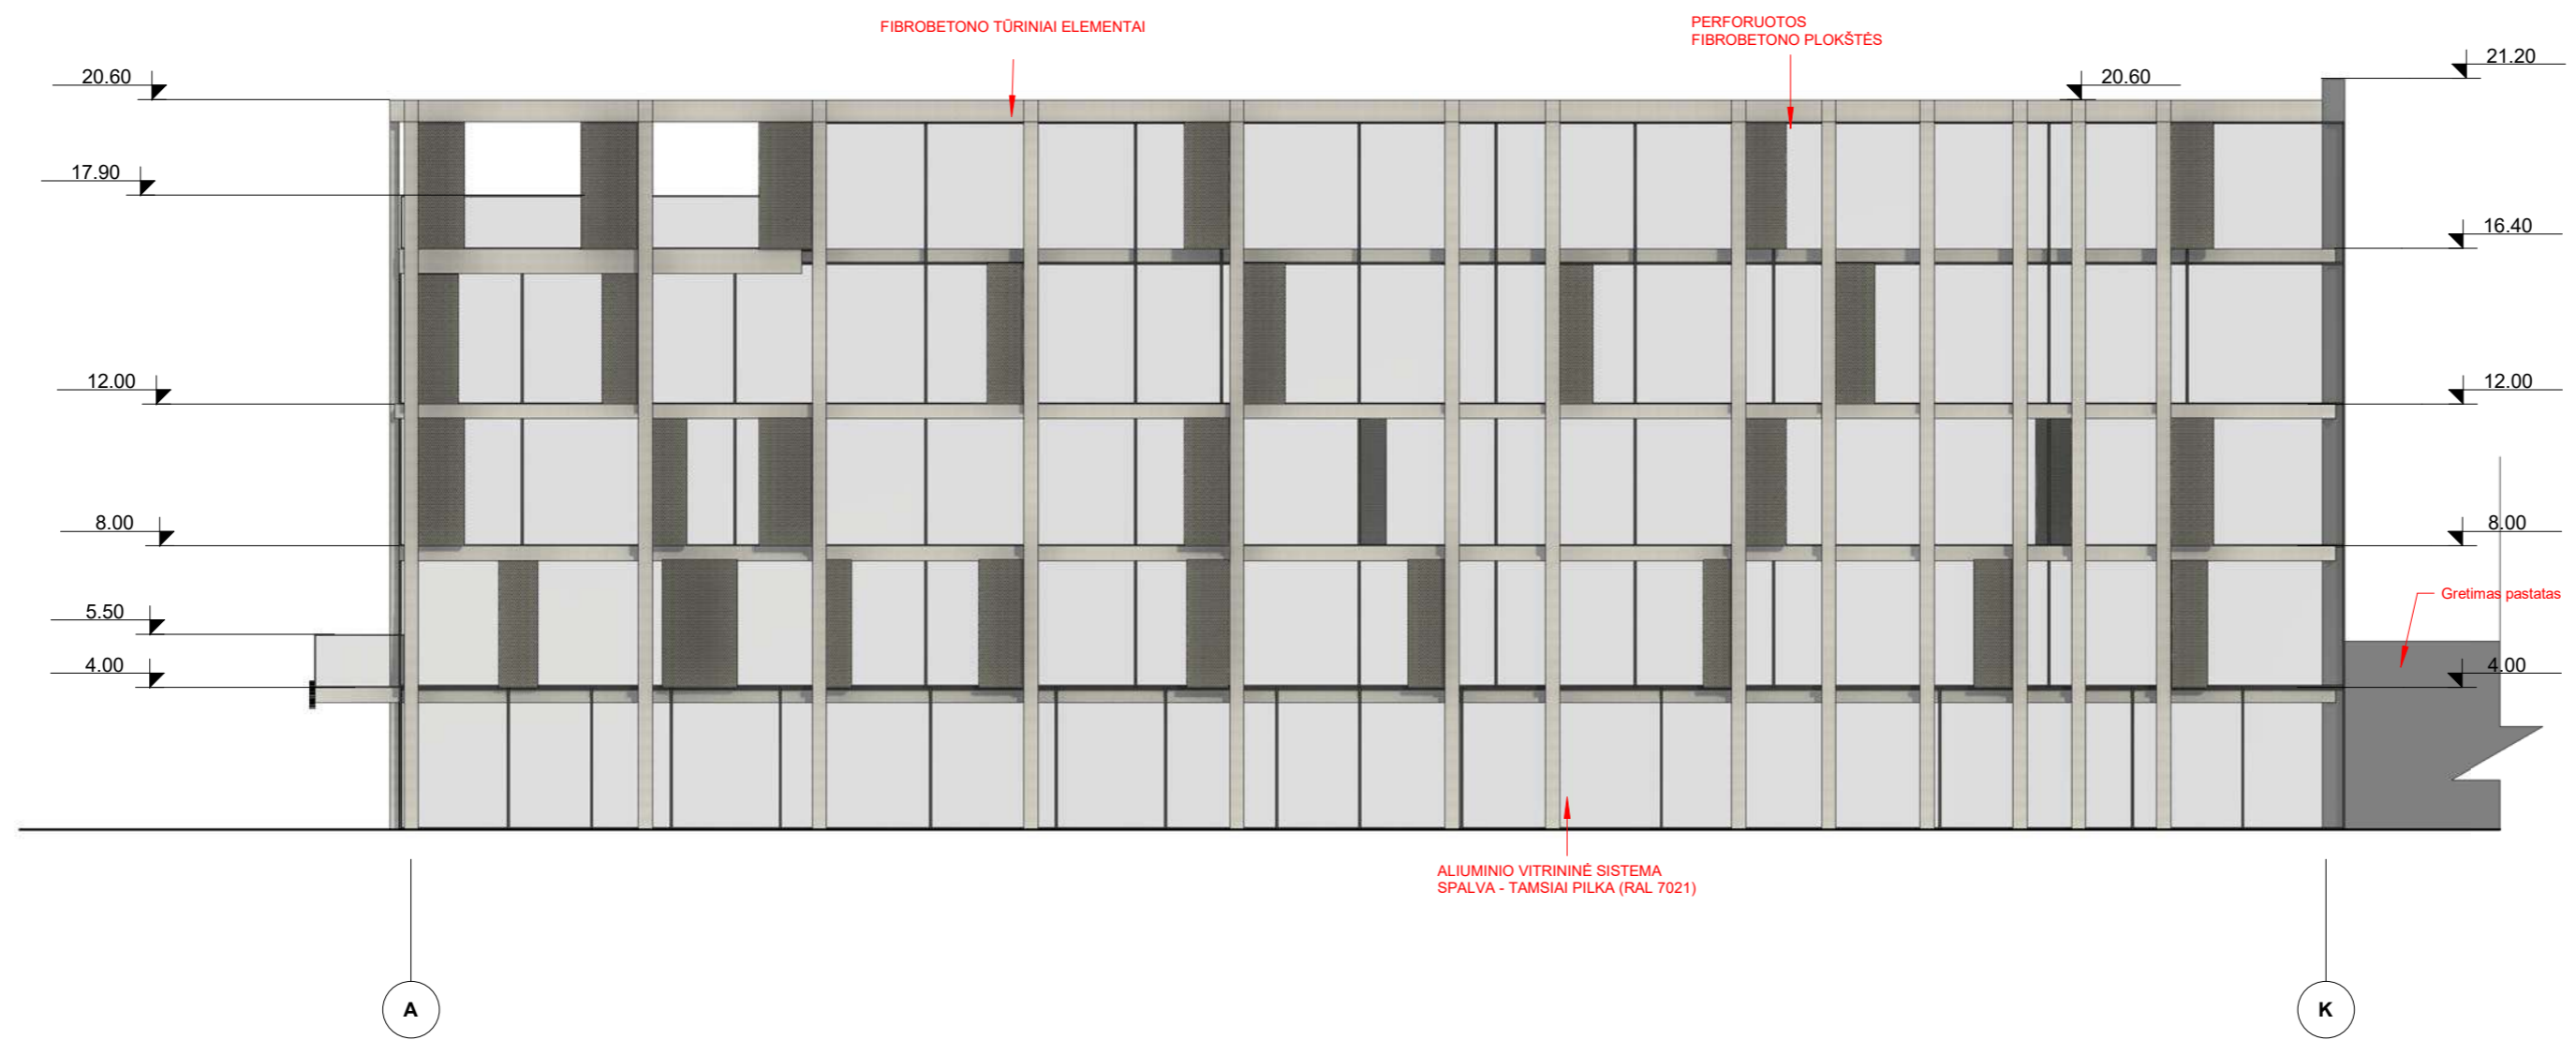 FIBROBETONO TŪRINIAI ELEMENTAI
PERFORUOTOS
FIBROBETONO PLOKŠTĖS
20.60
20.60
21.20
17.90
16.40
12.00
12.00
8.00
8.00
5.50
Gretimas pastatas
4.00
4.00
ALIUMINIO VITRININĖ SISTEMA
SPALVA - TAMSIAI PILKA (RAL 7021)
A
K